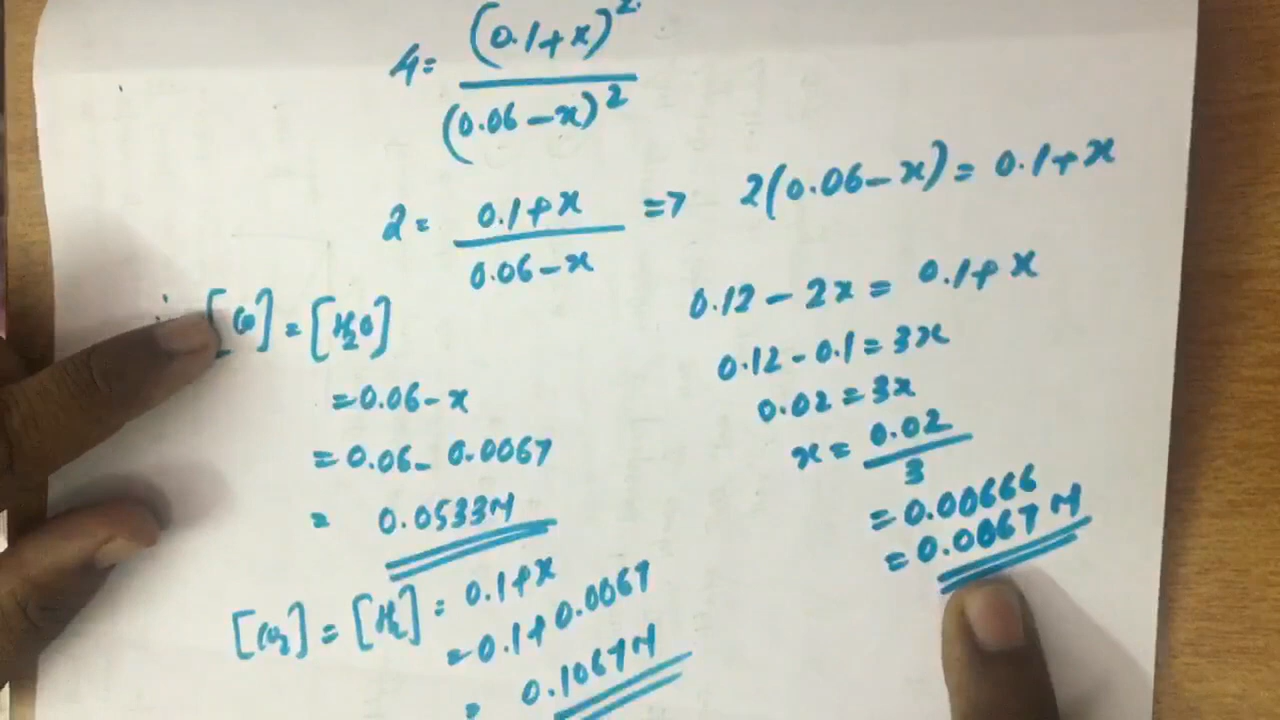 4 = (0.1+x)²
(0.06-x)²
2 = 0.1+x / 0.06-x => 2(0.06-x) = 0.1+x
0.12-2x = 0.1+x
0.12-0.1 = 3x
0.02 = 3x
x = 0.02 / 3
= 0.00666
= 0.0067 M
[CO] = [H₂O]
= 0.06-x
= 0.06-0.0067
= 0.0533M
[CO₂] = [H₂] = 0.1+x
= 0.1+0.0067
= 0.1067 M